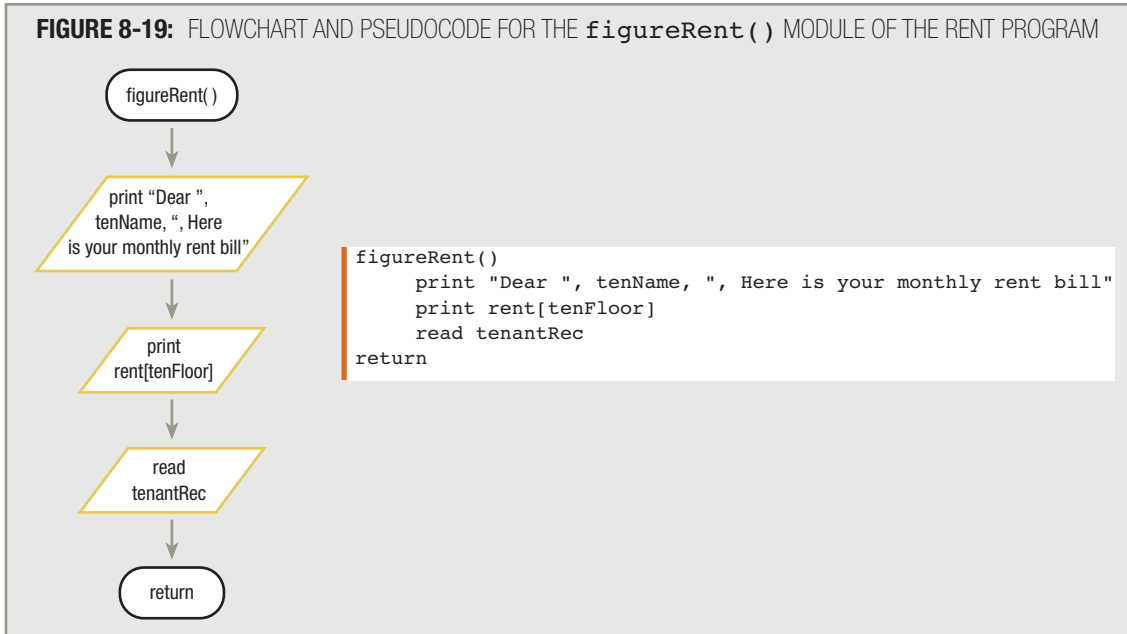 FIGURE 8-19: FLOWCHART AND PSEUDOCODE FOR THE figureRent() MODULE OF THE RENT PROGRAM
figureRent( )
print “Dear ”,
tenName, “, Here
is your monthly rent bill”
print
rent[tenFloor]
read
tenantRec
return
figureRent()
print "Dear ", tenName, ", Here is your monthly rent bill"
print rent[tenFloor]
read tenantRec
return